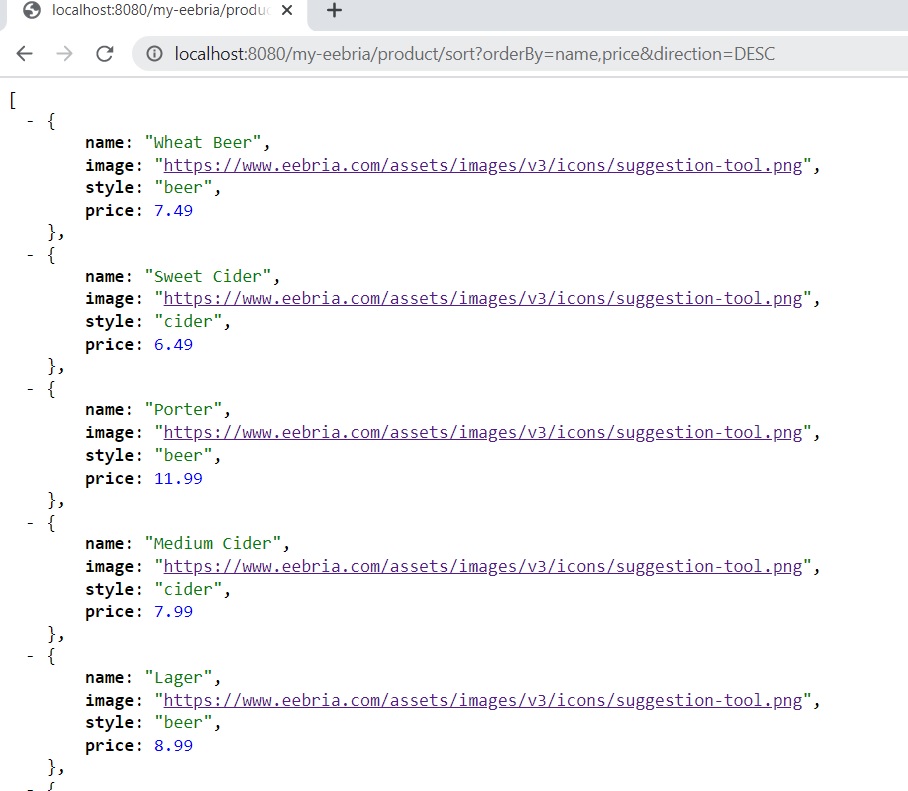 localhost:8080/my-eebria/produc
localhost:8080/my-eebria/product/sort?orderBy=name,price&direction=DESC
[
- {
name: "Wheat Beer",
image: "https://www.eebria.com/assets/images/v3/icons/suggestion-tool.png",
style: "beer",
price: 7.49
},
- {
name: "Sweet Cider",
image: "https://www.eebria.com/assets/images/v3/icons/suggestion-tool.png",
style: "cider",
price: 6.49
},
- {
name: "Porter",
image: "https://www.eebria.com/assets/images/v3/icons/suggestion-tool.png",
style: "beer",
price: 11.99
},
- {
name: "Medium Cider",
image: "https://www.eebria.com/assets/images/v3/icons/suggestion-tool.png",
style: "cider",
price: 7.99
},
- {
name: "Lager",
image: "https://www.eebria.com/assets/images/v3/icons/suggestion-tool.png",
style: "beer",
price: 8.99
},
- {